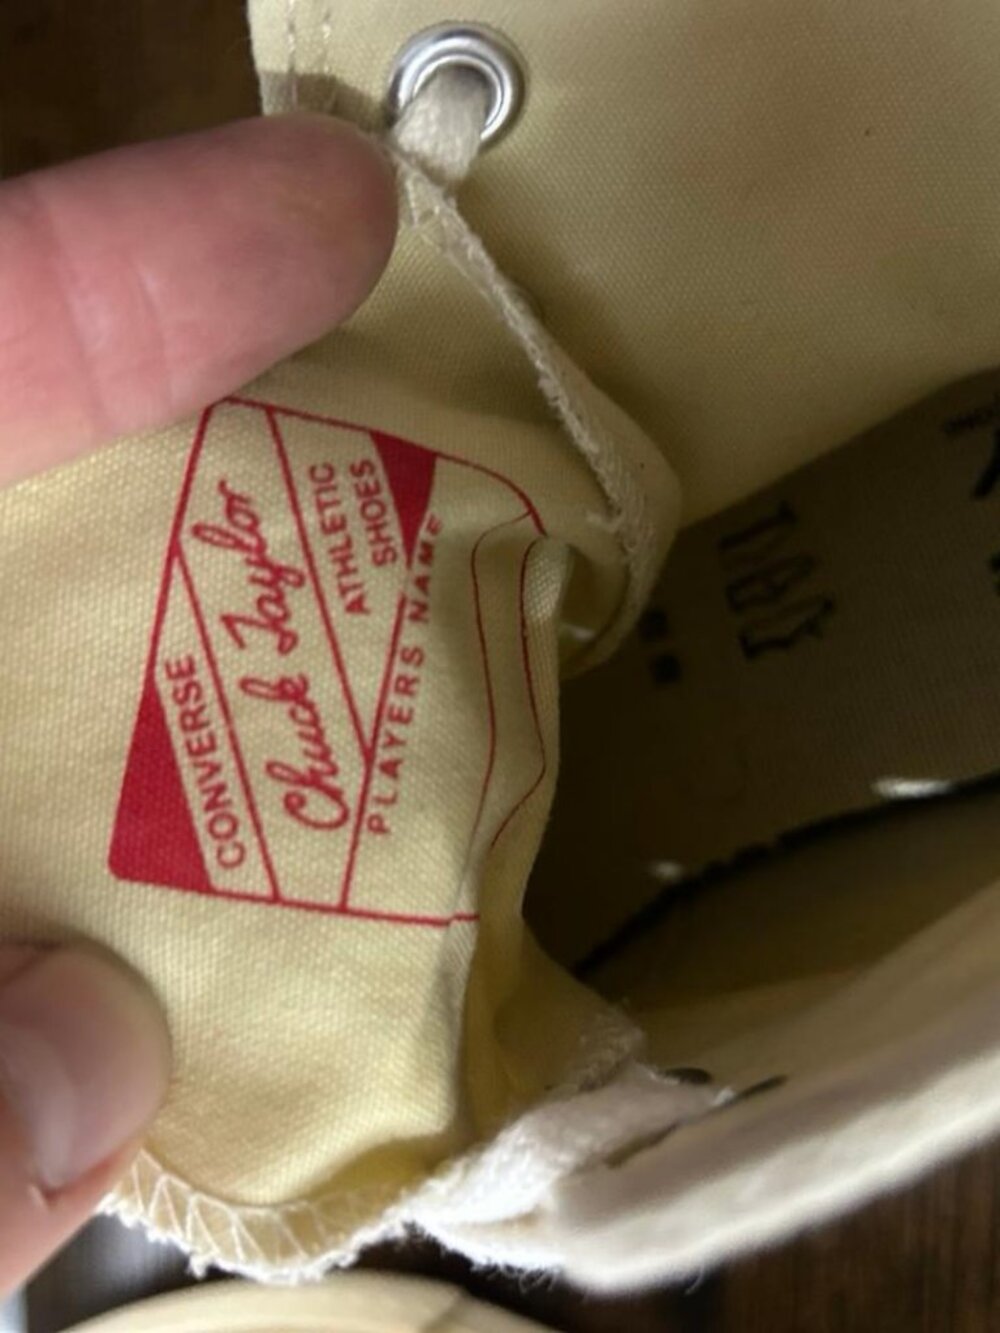 CONVERSE
Chuck Taylor
ATHLETIC
SHOES
PLAYERS NAME